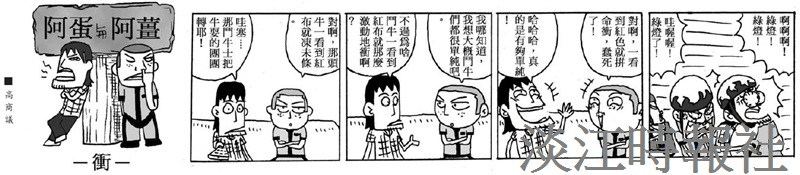 阿蛋與阿薑
—衝—
■高商議
對啊，那頭
牛一看到紅
布就凍未條
。
哇寒…
那鬥牛士把
牛耍的團團
轉耶！
我哪知道，
我想大概鬥牛
們都很單純吧
。
不過為啥
鬥牛一看到
紅布就那麼
激動地衝啊
？
對啊，一看
到紅色就拼
命衝，蠢死
了！
哈哈哈，真
的是有夠單純
的！
啊啊！
綠燈！
綠燈了！
哇喔喔！
綠燈了！
淡江時報社